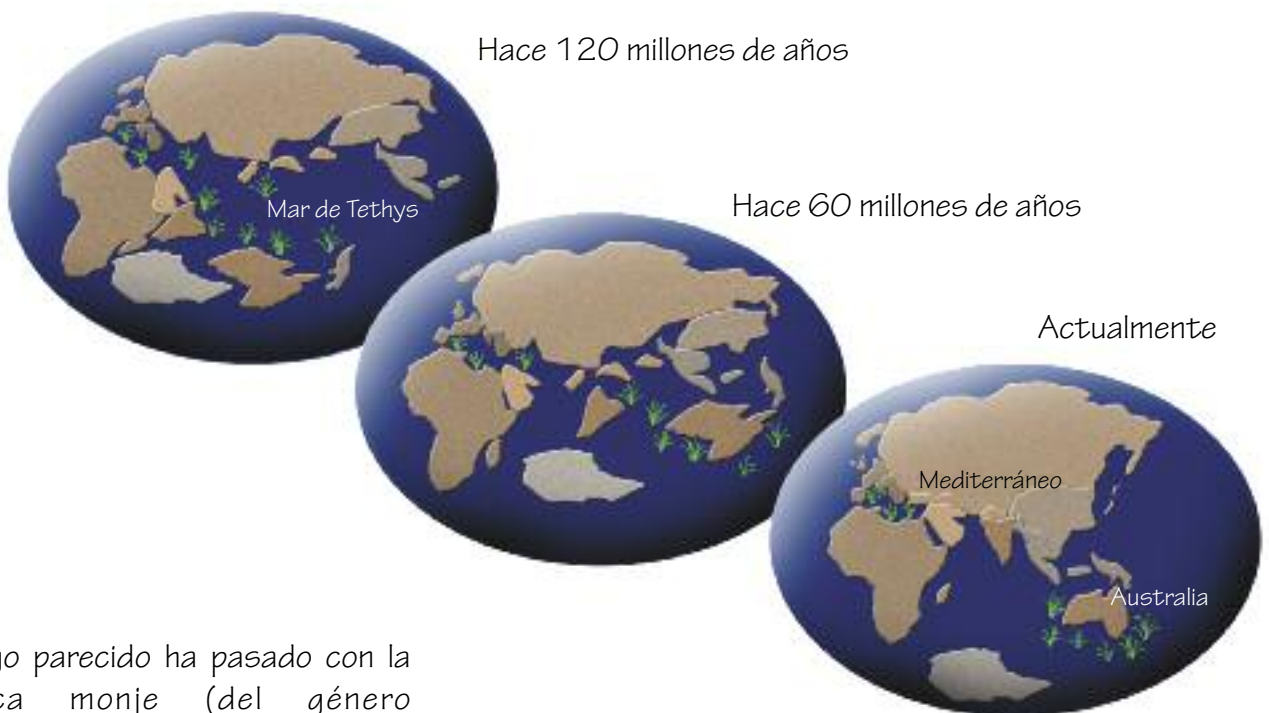 Hace 120 millones de años
Mar de Tethys
Hace 60 millones de años
Actualmente
Mediterráneo
Australia
parecido ha pasado con la
monje (del género